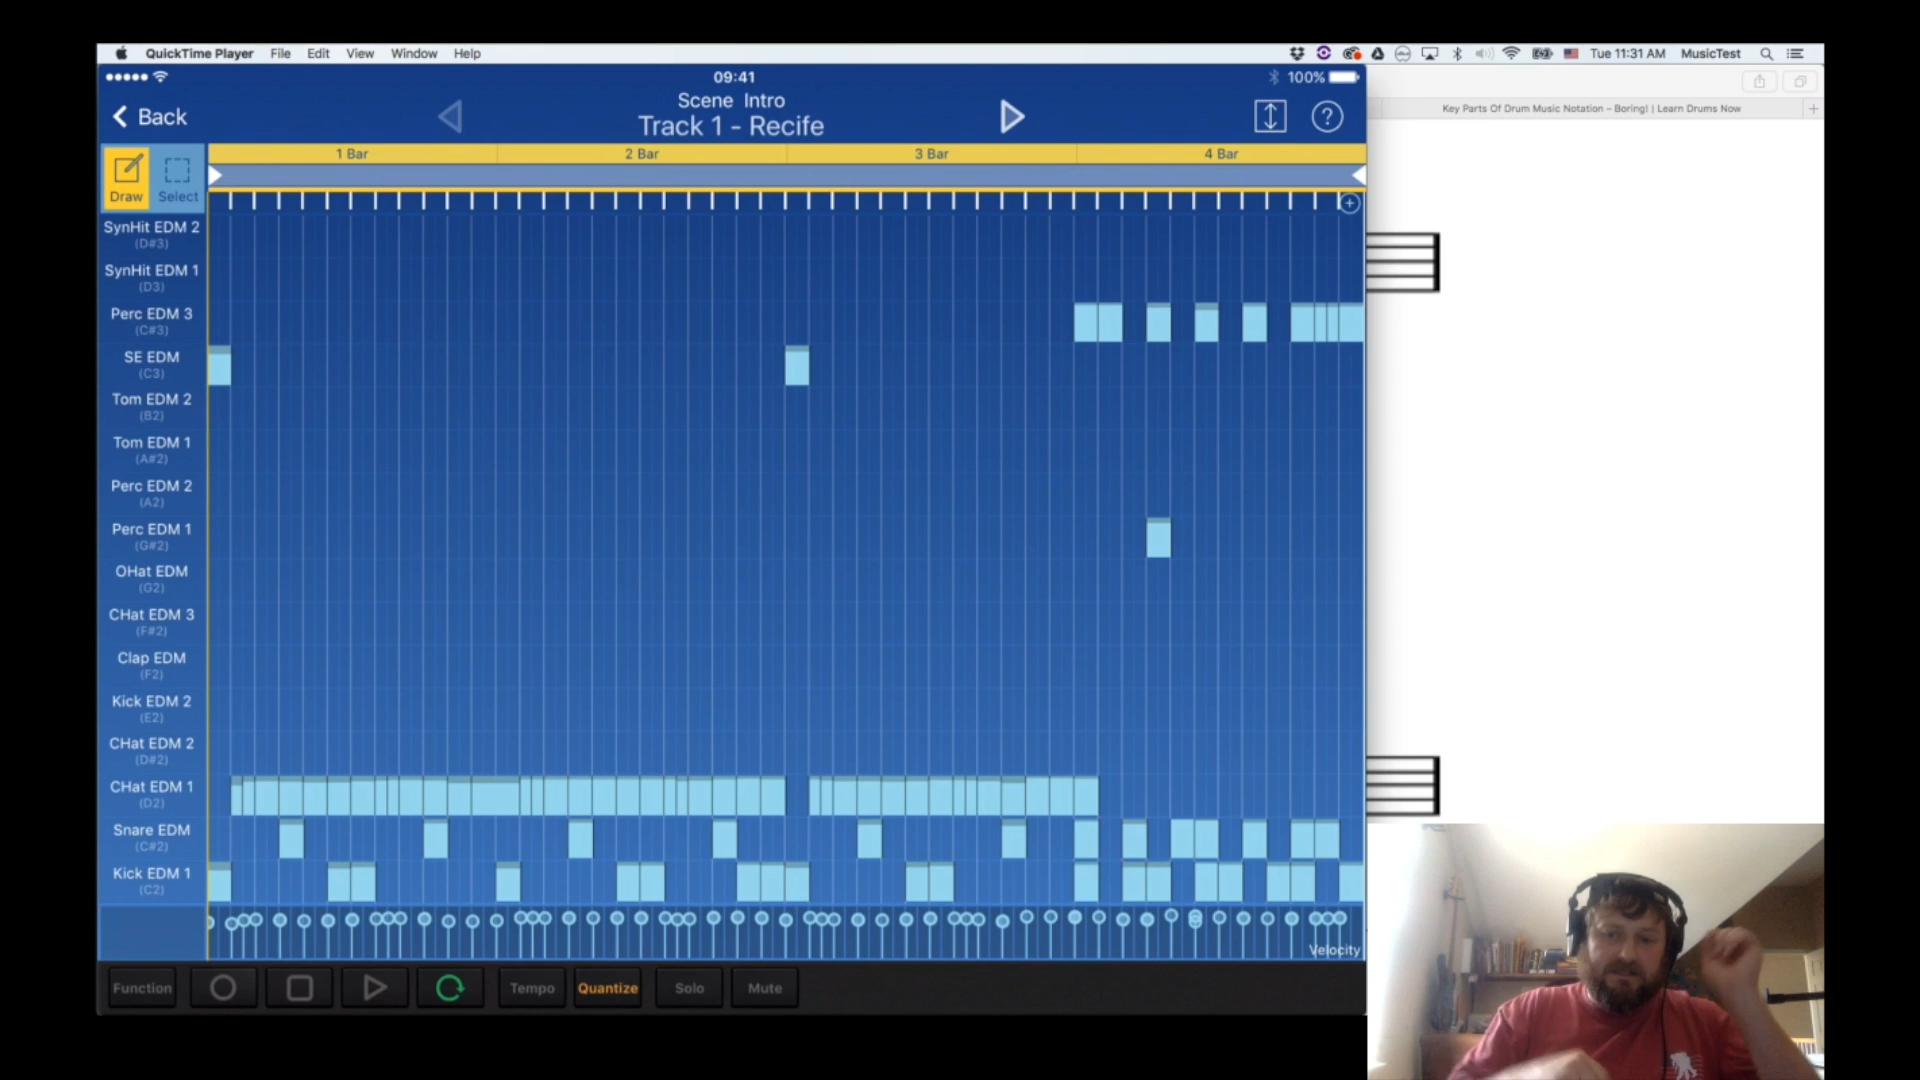 QuickTime Player File Edit View Window Help Tue 11:31 AM MusicTest
09:41 100%
Back
Scene Intro
Track 1 - Recife
Key Parts Of Drum Music Notation – Boring! | Learn Drums Now
1 Bar 2 Bar 3 Bar 4 Bar
Draw Select
SynHit EDM 2
(D#3)
SynHit EDM 1
(D3)
Perc EDM 3
(C#3)
SE EDM
(C3)
Tom EDM 2
(B2)
Tom EDM 1
(A#2)
Perc EDM 2
(A2)
Perc EDM 1
(G#2)
OHat EDM
(G2)
CHat EDM 3
(F#2)
Clap EDM
(F2)
Kick EDM 2
(E2)
CHat EDM 2
(D#2)
CHat EDM 1
(D2)
Snare EDM
(C#2)
Kick EDM 1
(C2)
Velocity
Function Tempo Quantize Solo Mute